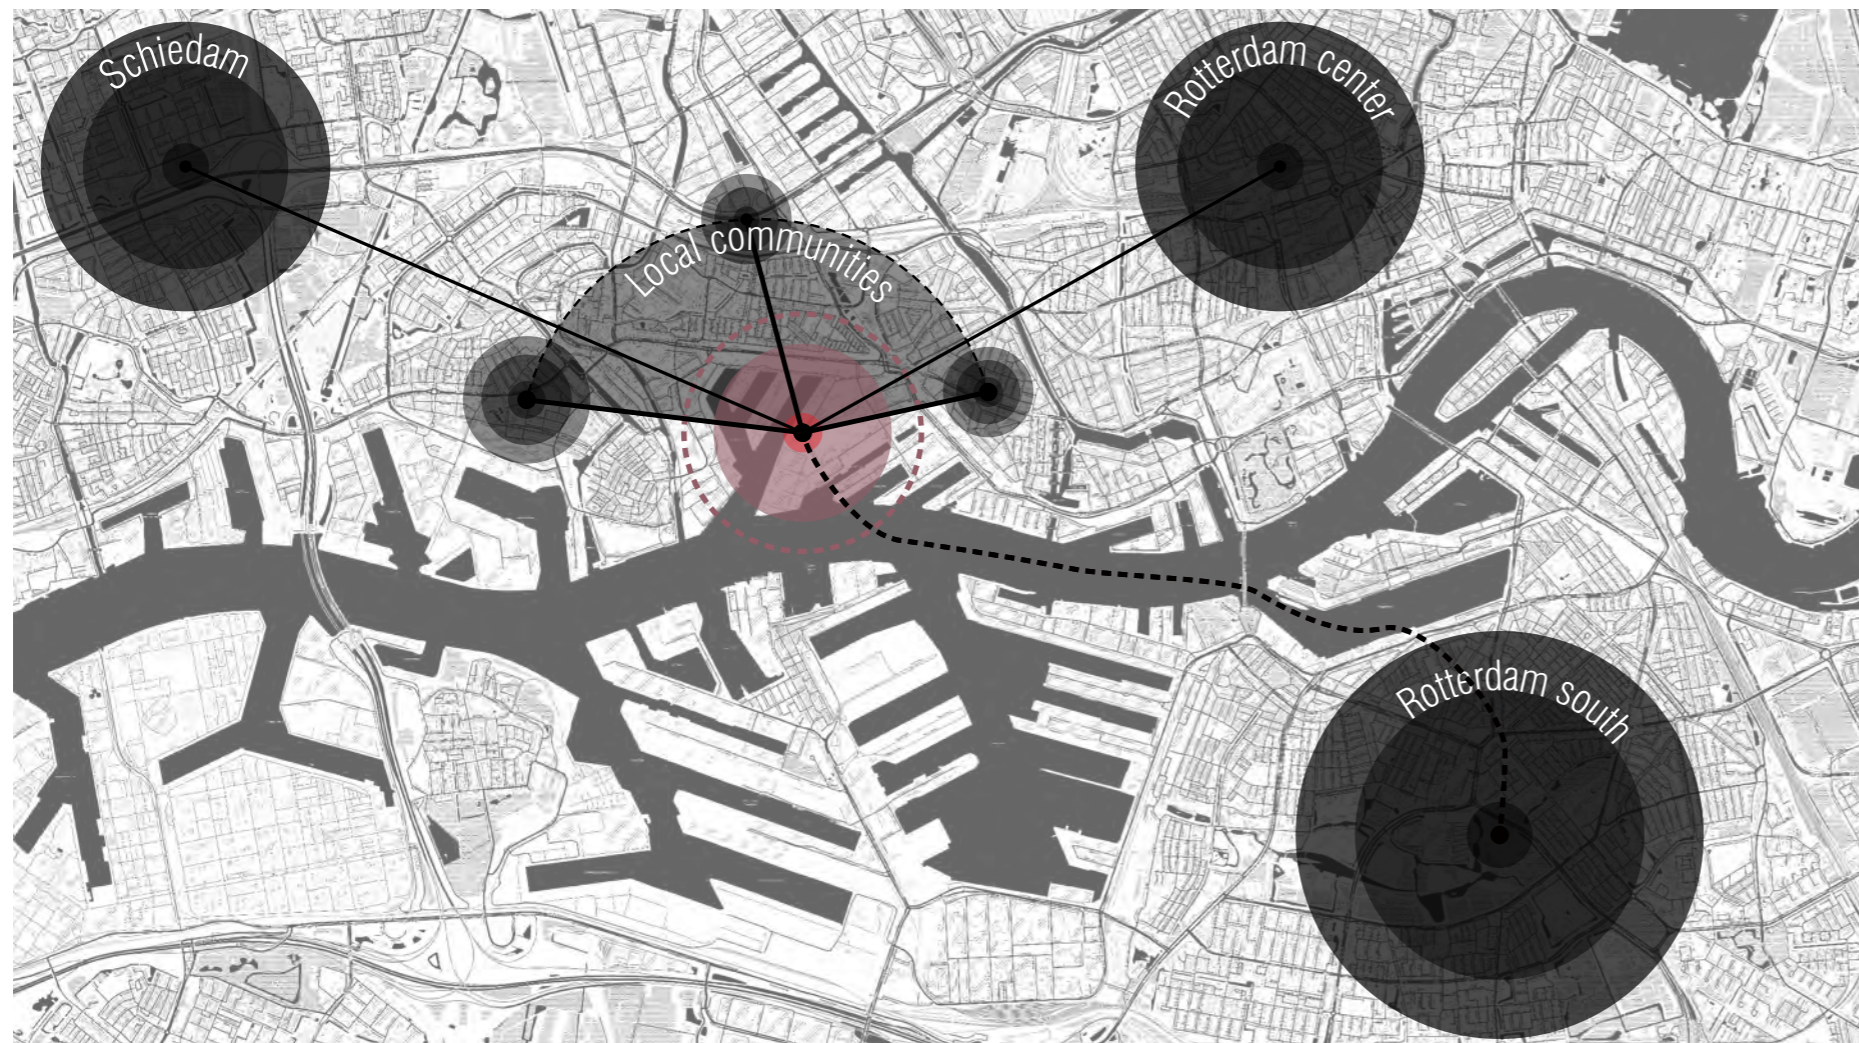 Schiedam
Rotterdam center
Local communities
Rotterdam south